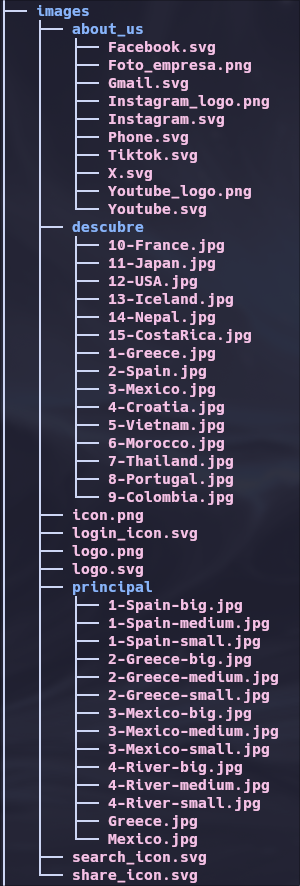 images
about_us
Facebook.svg
Foto_empresa.png
Gmail.svg
Instagram_logo.png
Instagram.svg
Phone.svg
Tiktok.svg
X.svg
Youtube_logo.png
Youtube.svg
descubre
10-France.jpg
11-Japan.jpg
12-USA.jpg
13-Iceland.jpg
14-Nepal.jpg
15-CostaRica.jpg
1-Greece.jpg
2-Spain.jpg
3-Mexico.jpg
4-Croatia.jpg
5-Vietnam.jpg
6-Morocco.jpg
7-Thailand.jpg
8-Portugal.jpg
9-Colombia.jpg
icon.png
login_icon.svg
logo.png
logo.svg
principal
1-Spain-big.jpg
1-Spain-medium.jpg
1-Spain-small.jpg
2-Greece-big.jpg
2-Greece-medium.jpg
2-Greece-small.jpg
3-Mexico-big.jpg
3-Mexico-medium.jpg
3-Mexico-small.jpg
4-River-big.jpg
4-River-medium.jpg
4-River-small.jpg
Greece.jpg
Mexico.jpg
search_icon.svg
share_icon.svg